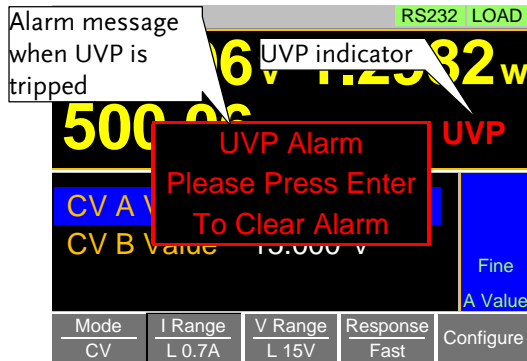 Alarm message
when UVP is
tripped
RS232 LOAD
UVP indicator
UVP
UVP Alarm
Please Press Enter
To Clear Alarm
CV A
CV B Value
Fine
A Value
Mode
CV
I Range
L 0.7A
V Range
L 15V
Response
Fast
Configure